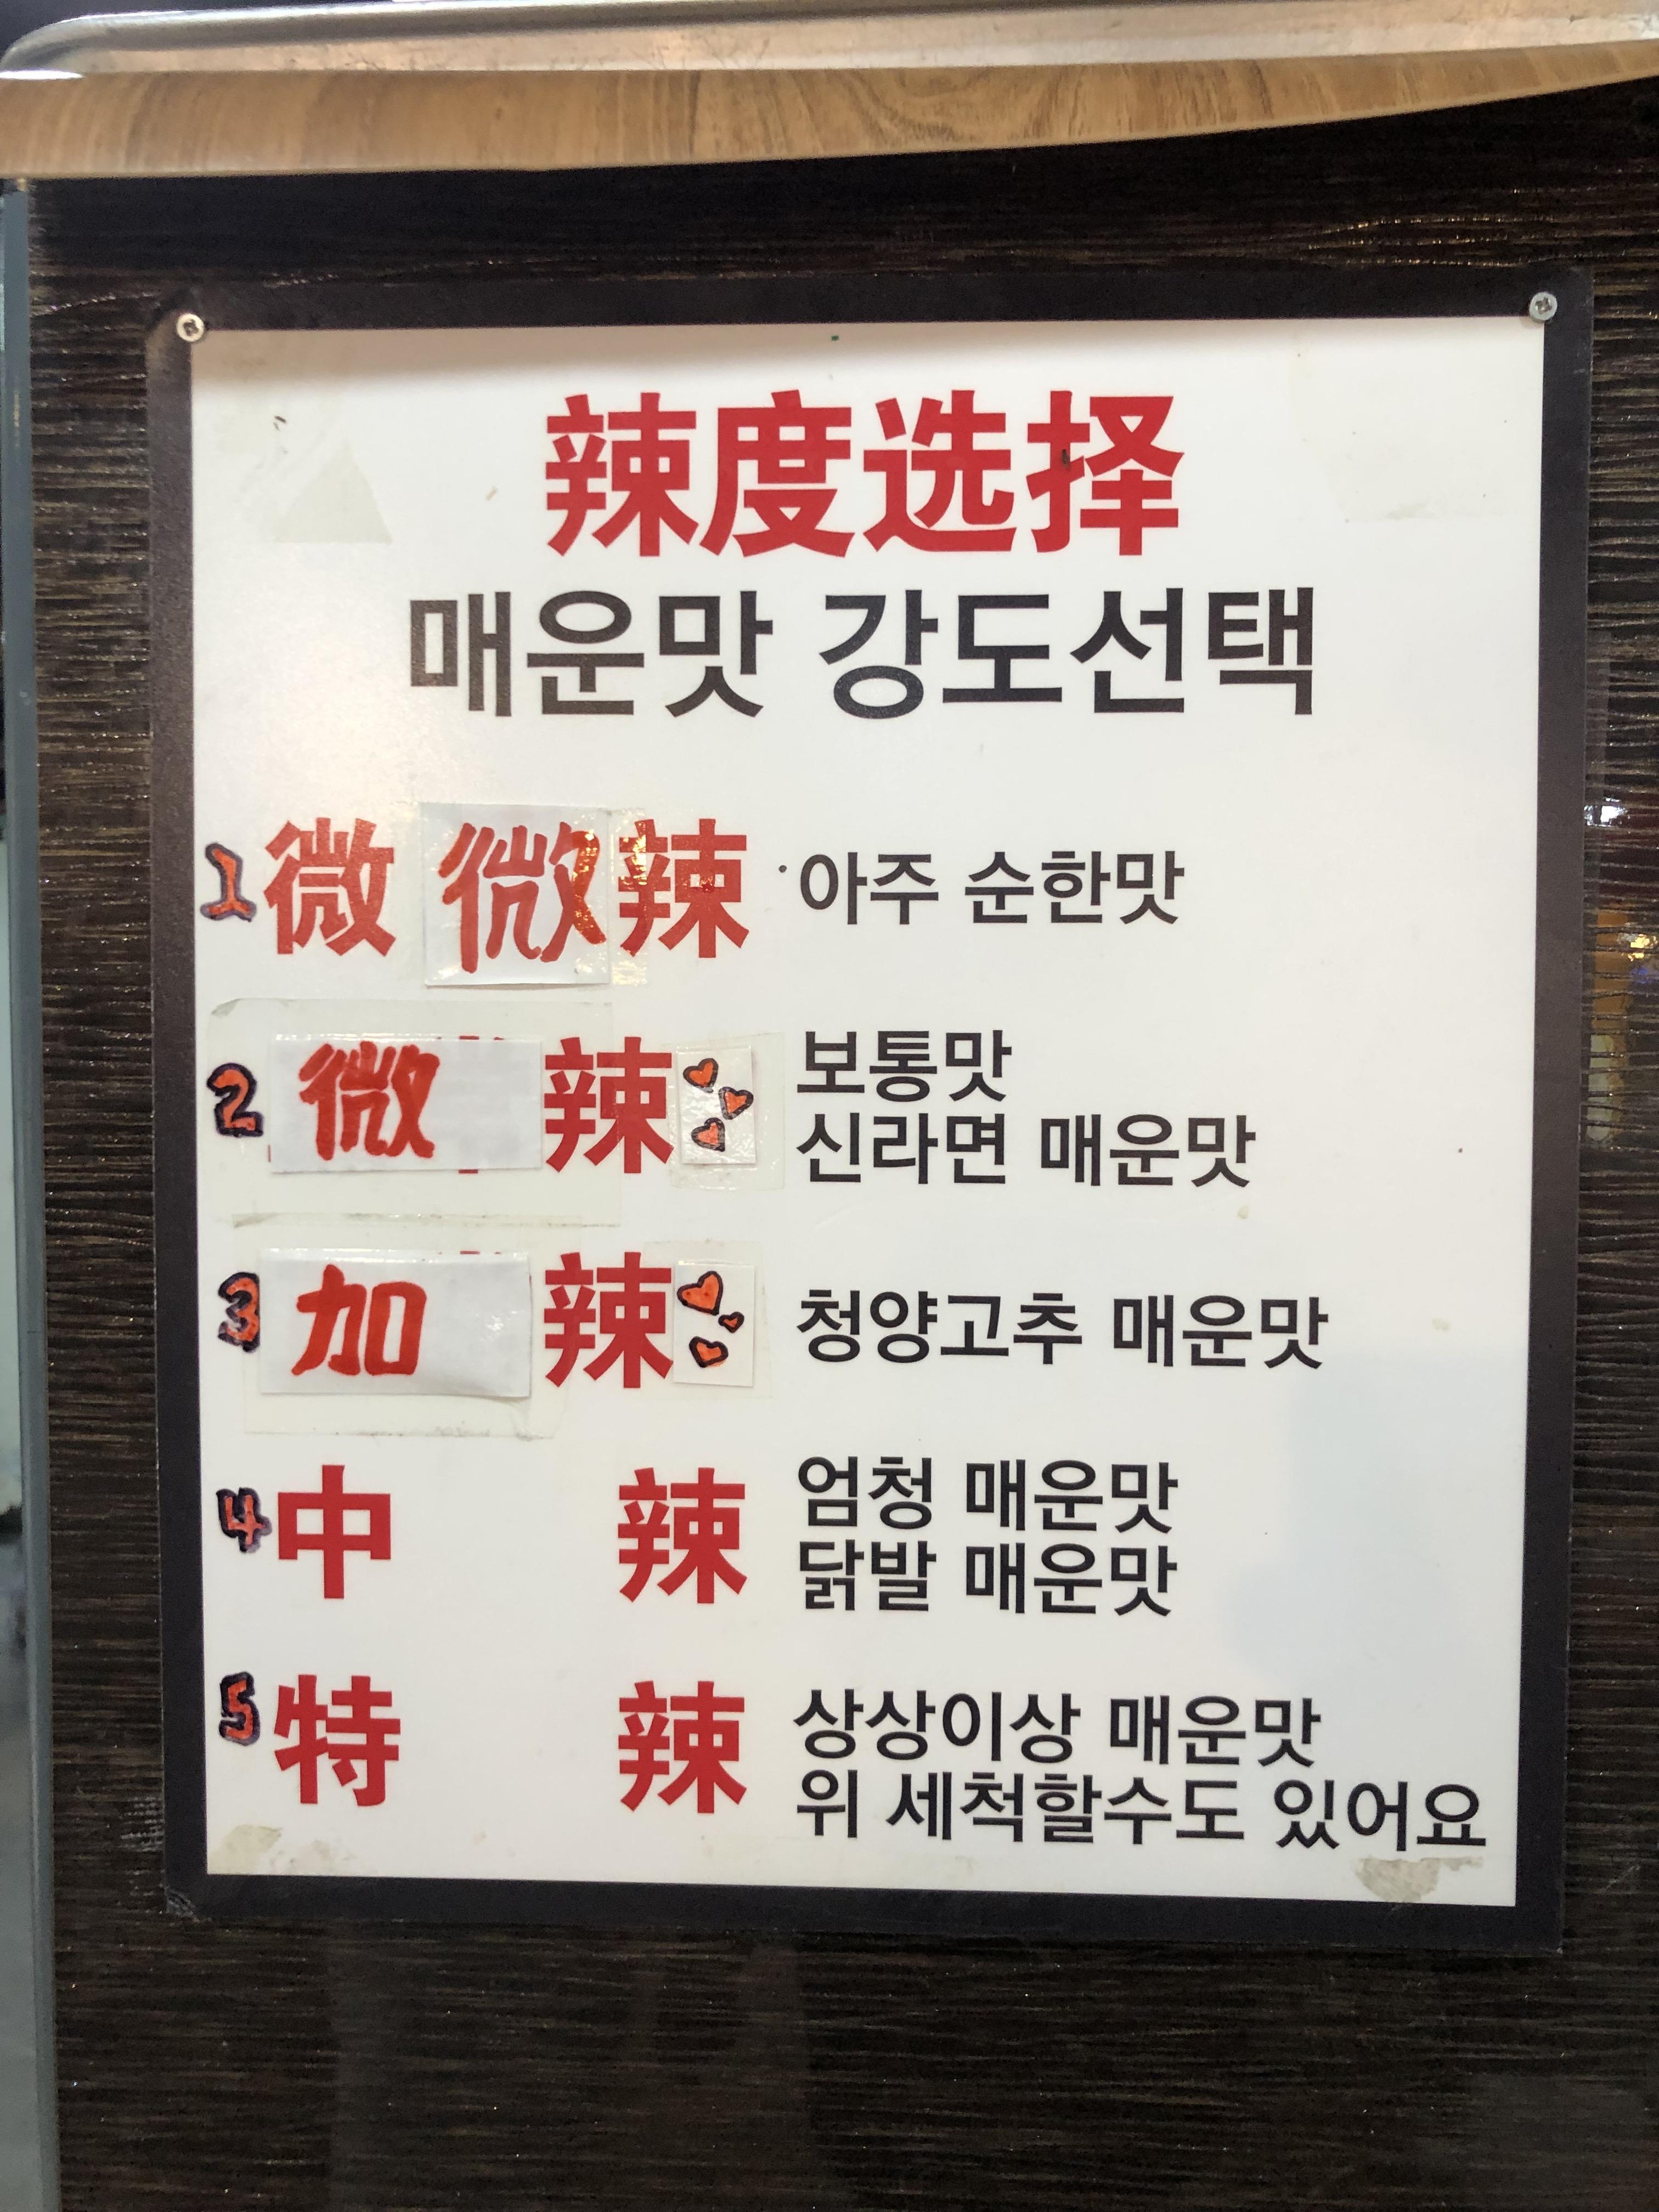 辣度选择
매운맛 강도선택
1 微 微 辣 아주 순한맛
2 微 辣 보통맛
신라면 매운맛
3 加 辣 청양고추 매운맛
4 中 辣 엄청 매운맛
닭발 매운맛
5 特 辣 상상이상 매운맛
위 세척할수도 있어요